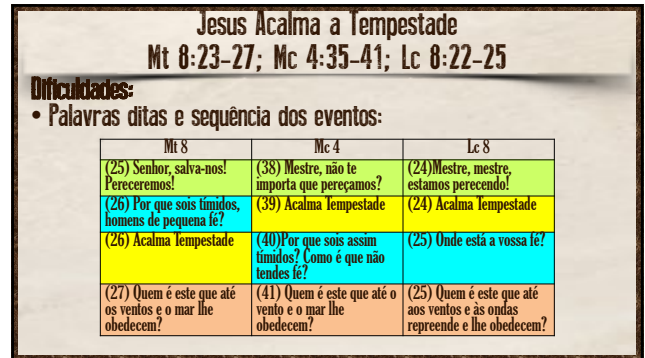 Jesus Acalma a Tempestade
Mt 8:23-27; Mc 4:35-41; Lc 8:22-25
Dificuldades:
• Palavras ditas e sequência dos eventos:
Mt 8 Mc 4 Lc 8
(25) Senhor, salva-nos!
Pereceremos!
(38) Mestre, não te
importa que pereçamos?
(24)Mestre, mestre,
estamos perecendo!
(26) Por que sois tímidos,
homens de pequena fé?
(39) Acalma Tempestade
(24) Acalma Tempestade
(26) Acalma Tempestade
(40)Por que sois assim
tímidos? Como é que não
tendes fé?
(25) Onde está a vossa fé?
(27) Quem é este que até
os ventos e o mar lhe
obedecem?
(41) Quem é este que até o
vento e o mar lhe
obedecem?
(25) Quem é este que até
aos ventos e às ondas
repreende e lhe obedecem?